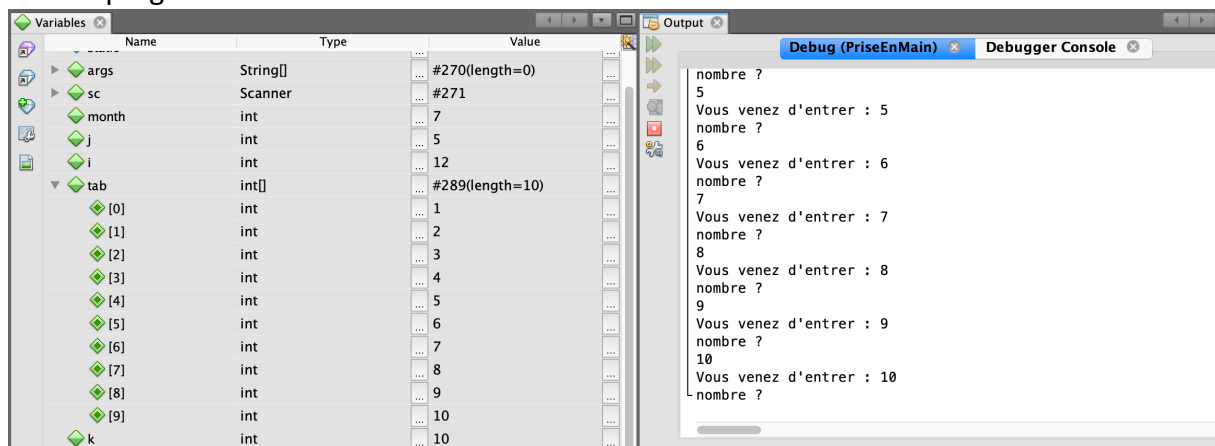 Variables
Output
Name Type Value
args String[] ... #270(length=0) ...
sc Scanner ... #271 ...
month int ... 7 ...
j int ... 5 ...
i int ... 12 ...
tab int[] ... #289(length=10) ...
[0] int ... 1 ...
[1] int ... 2 ...
[2] int ... 3 ...
[3] int ... 4 ...
[4] int ... 5 ...
[5] int ... 6 ...
[6] int ... 7 ...
[7] int ... 8 ...
[8] int ... 9 ...
[9] int ... 10 ...
k int ... 10 ...
Debug (PriseEnMain) Debugger Console
nombre ?
5
Vous venez d'entrer : 5
nombre ?
6
Vous venez d'entrer : 6
nombre ?
7
Vous venez d'entrer : 7
nombre ?
8
Vous venez d'entrer : 8
nombre ?
9
Vous venez d'entrer : 9
nombre ?
10
Vous venez d'entrer : 10
nombre ?